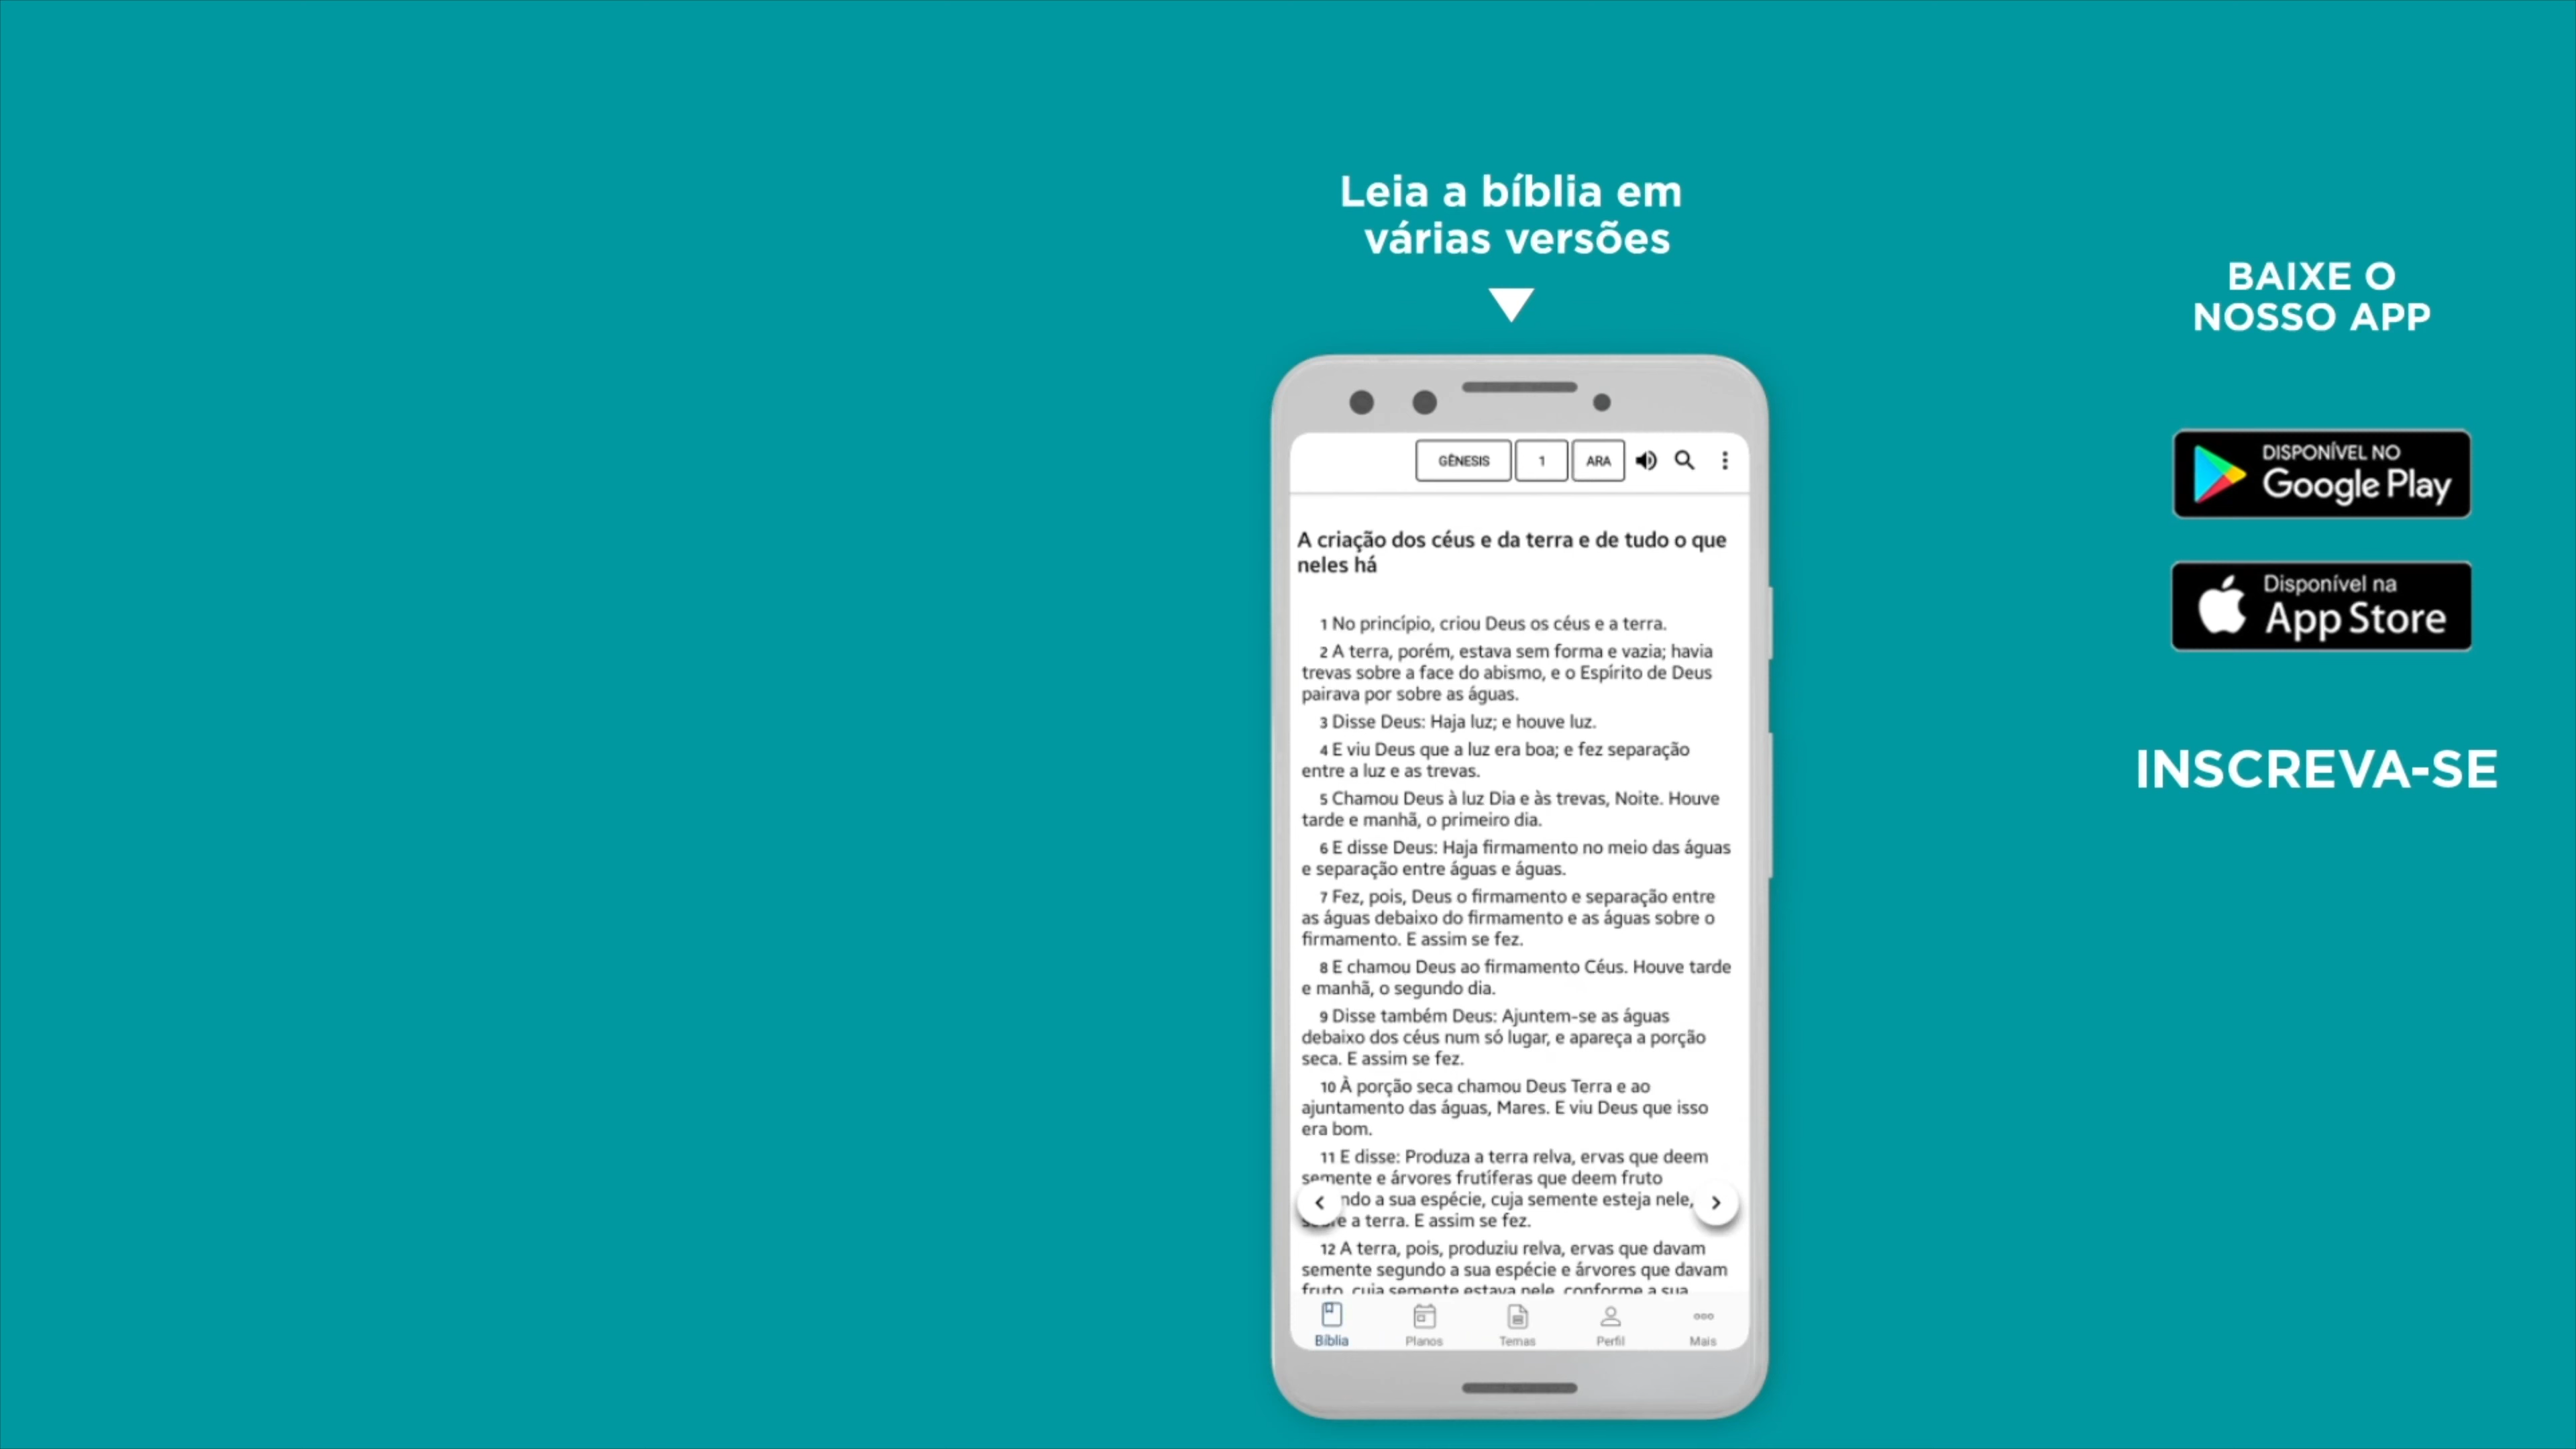 Leia a bíblia em
várias versões
BAIXE O
NOSSO APP
DISPONÍVEL NO
Google Play
Disponível na
App Store
INSCREVA-SE
GÊNESIS 1 ARA
A criação dos céus e da terra e de tudo o que
neles há
1 No princípio, criou Deus os céus e a terra.
2 A terra, porém, estava sem forma e vazia; havia
trevas sobre a face do abismo, e o Espírito de Deus
pairava por sobre as águas.
3 Disse Deus: Haja luz; e houve luz.
4 E viu Deus que a luz era boa; e fez separação
entre a luz e as trevas.
5 Chamou Deus à luz Dia e às trevas, Noite. Houve
tarde e manhã, o primeiro dia.
6 E disse Deus: Haja firmamento no meio das águas
e separação entre águas e águas.
7 Fez, pois, Deus o firmamento e separação entre
as águas debaixo do firmamento e as águas sobre o
firmamento. E assim se fez.
8 E chamou Deus ao firmamento Céus. Houve tarde
e manhã, o segundo dia.
9 Disse também Deus: Ajuntem-se as águas
debaixo dos céus num só lugar, e apareça a porção
seca. E assim se fez.
10 À porção seca chamou Deus Terra e ao
ajuntamento das águas, Mares. E viu Deus que isso
era bom.
11 E disse: Produza a terra relva, ervas que deem
semente e árvores frutíferas que deem fruto
a sua espécie, cuja semente esteja nele,
a terra. E assim se fez.
12 A terra, pois, produziu relva, ervas que davam
semente segundo a sua espécie e árvores que davam
fruto, cuja semente estava nele, conforme a sua
Bíblia Planos Temas Perfil Mais